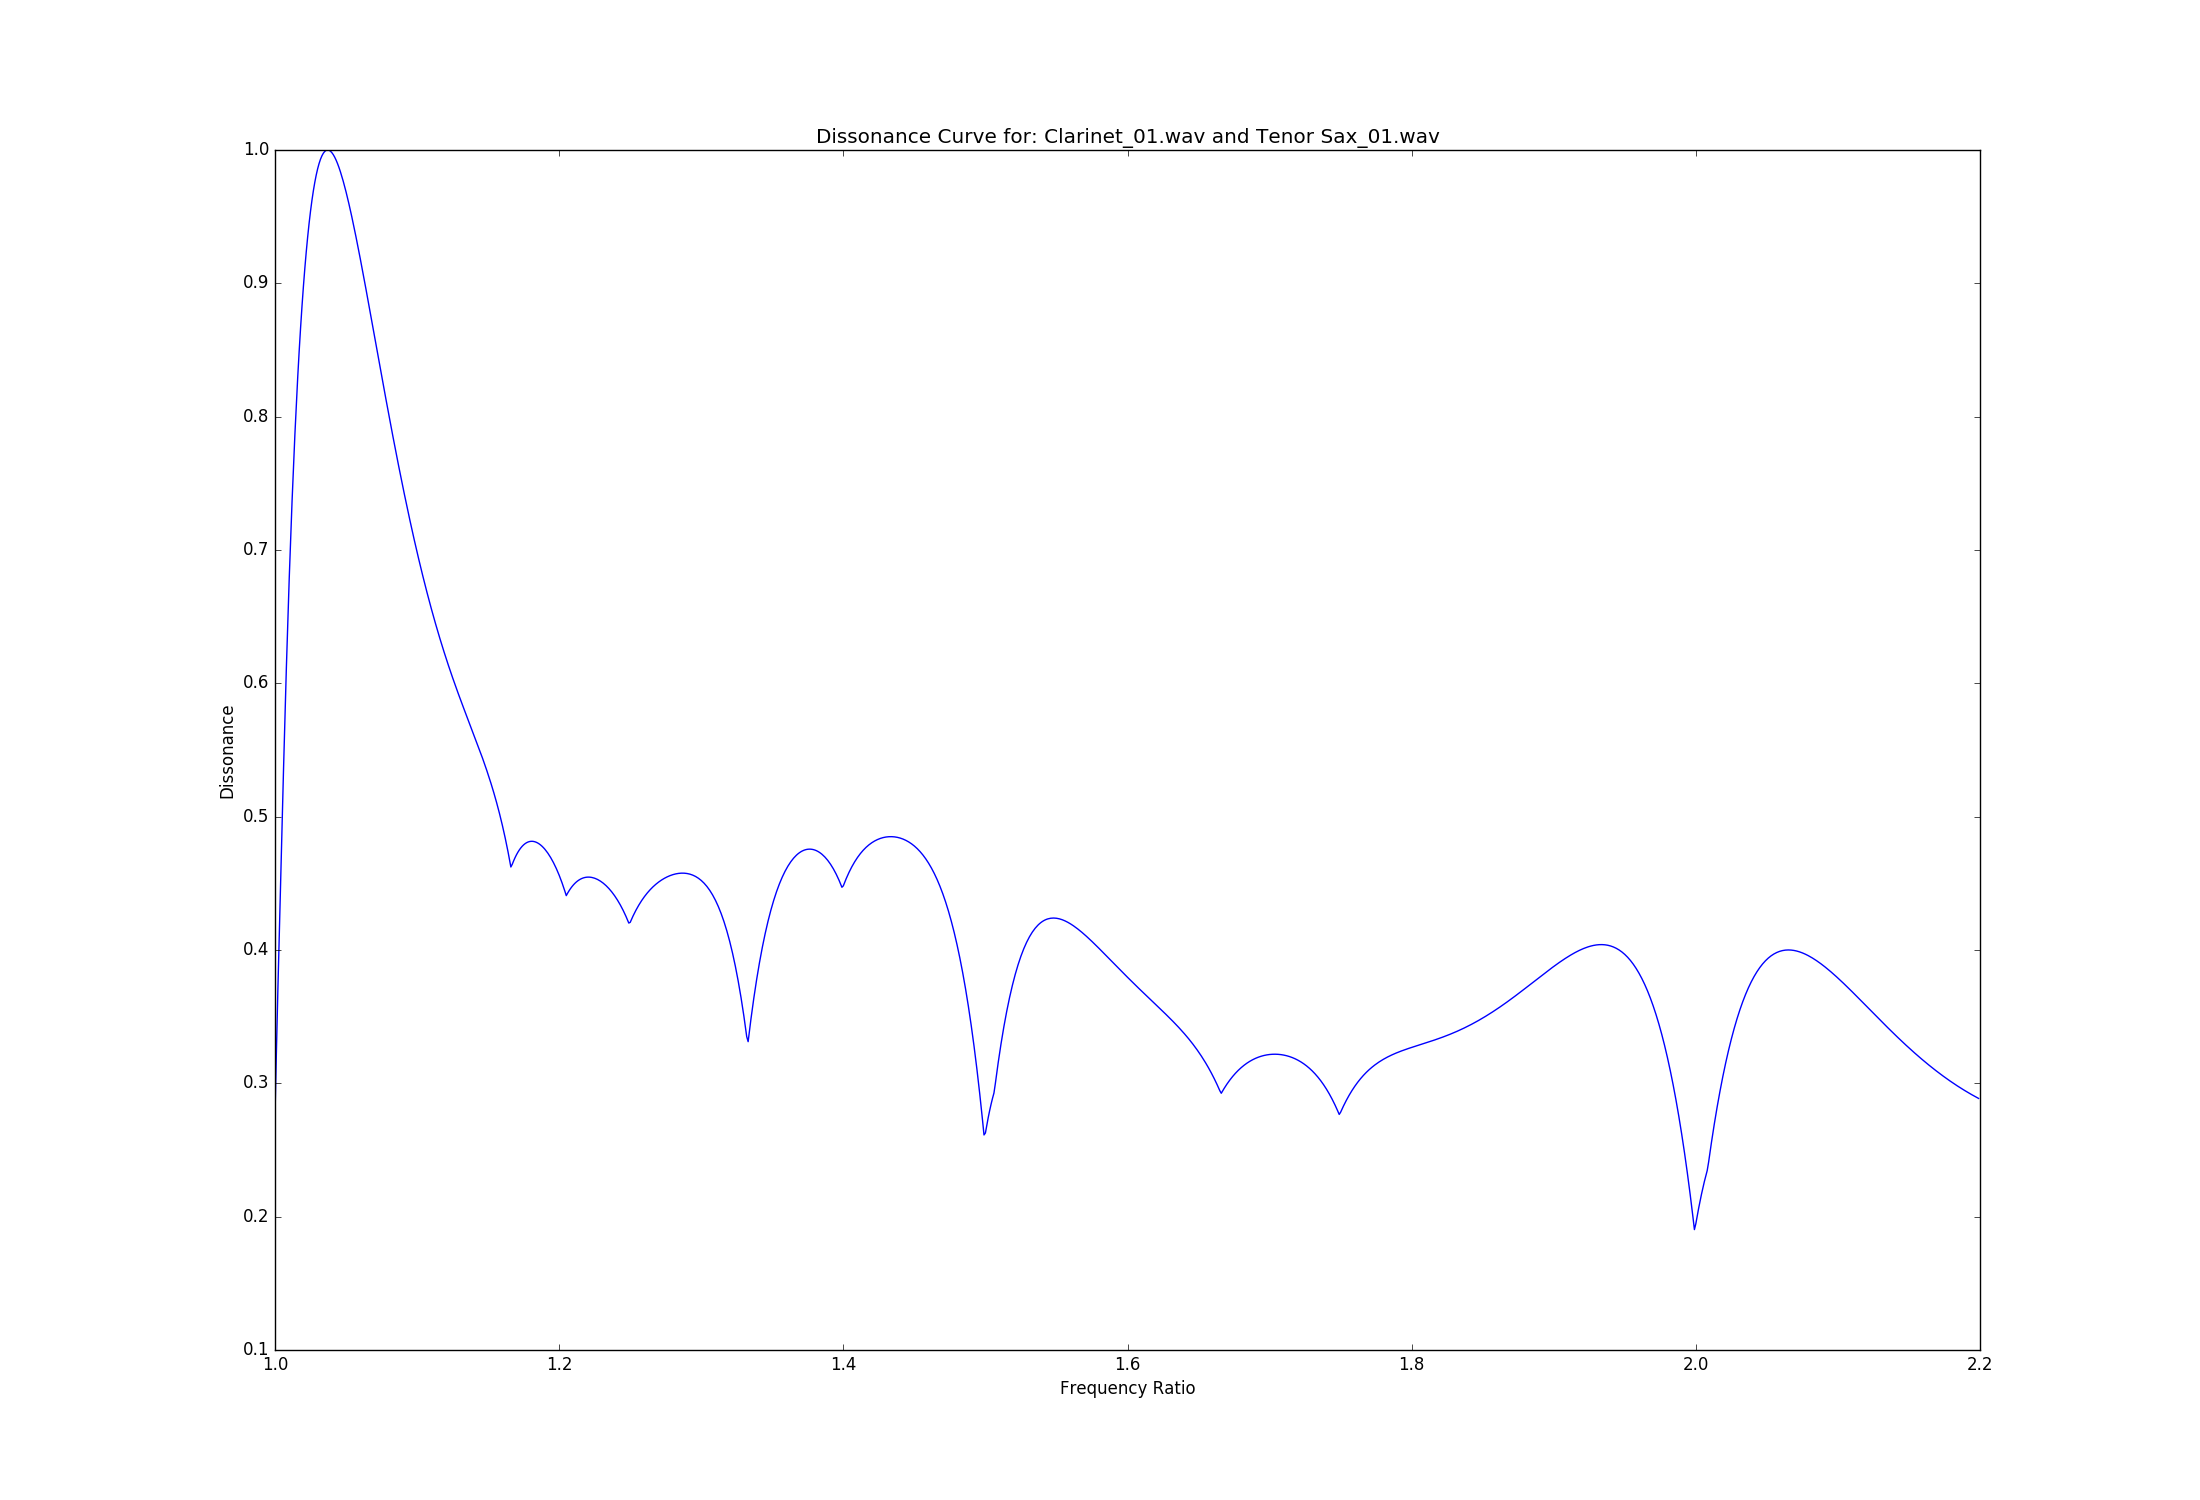 Dissonance Curve for: Clarinet_01.wav and Tenor Sax_01.wav
1.0
0.9
0.8
0.7
0.6
0.5
0.4
0.3
0.2
0.1
Dissonance
1.0 1.2 1.4 1.6 1.8 2.0 2.2
Frequency Ratio